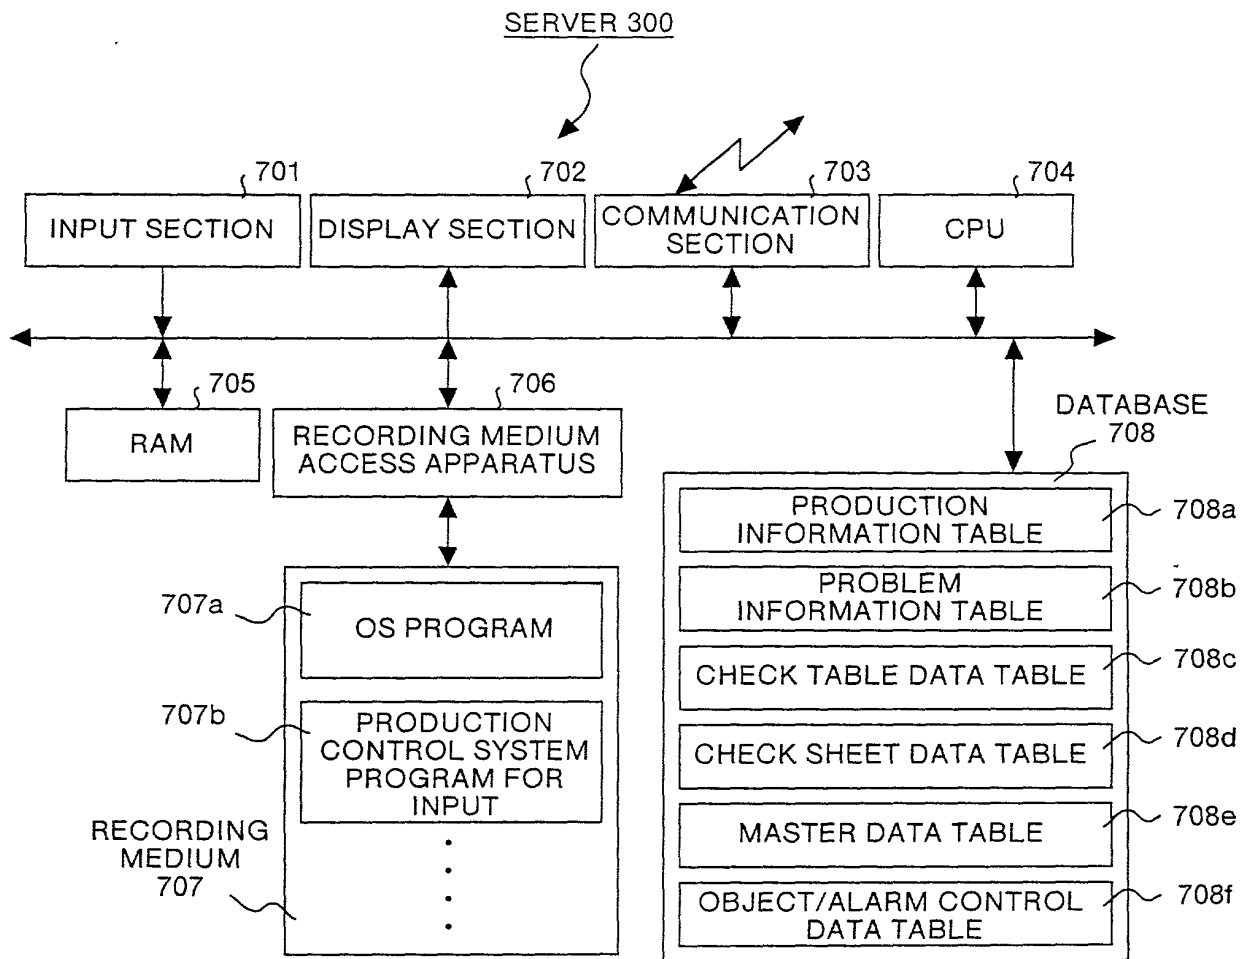 SERVER 300
701
702
703
704
INPUT SECTION
DISPLAY SECTION
COMMUNICATION
SECTION
CPU
705
706
RAM
RECORDING MEDIUM
ACCESS APPARATUS
DATABASE
708
PRODUCTION
INFORMATION TABLE
708a
PROBLEM
INFORMATION TABLE
708b
CHECK TABLE DATA TABLE
708c
CHECK SHEET DATA TABLE
708d
MASTER DATA TABLE
708e
OBJECT/ALARM CONTROL
DATA TABLE
708f
707a
OS PROGRAM
707b
PRODUCTION
CONTROL SYSTEM
PROGRAM FOR
INPUT
RECORDING
MEDIUM
707